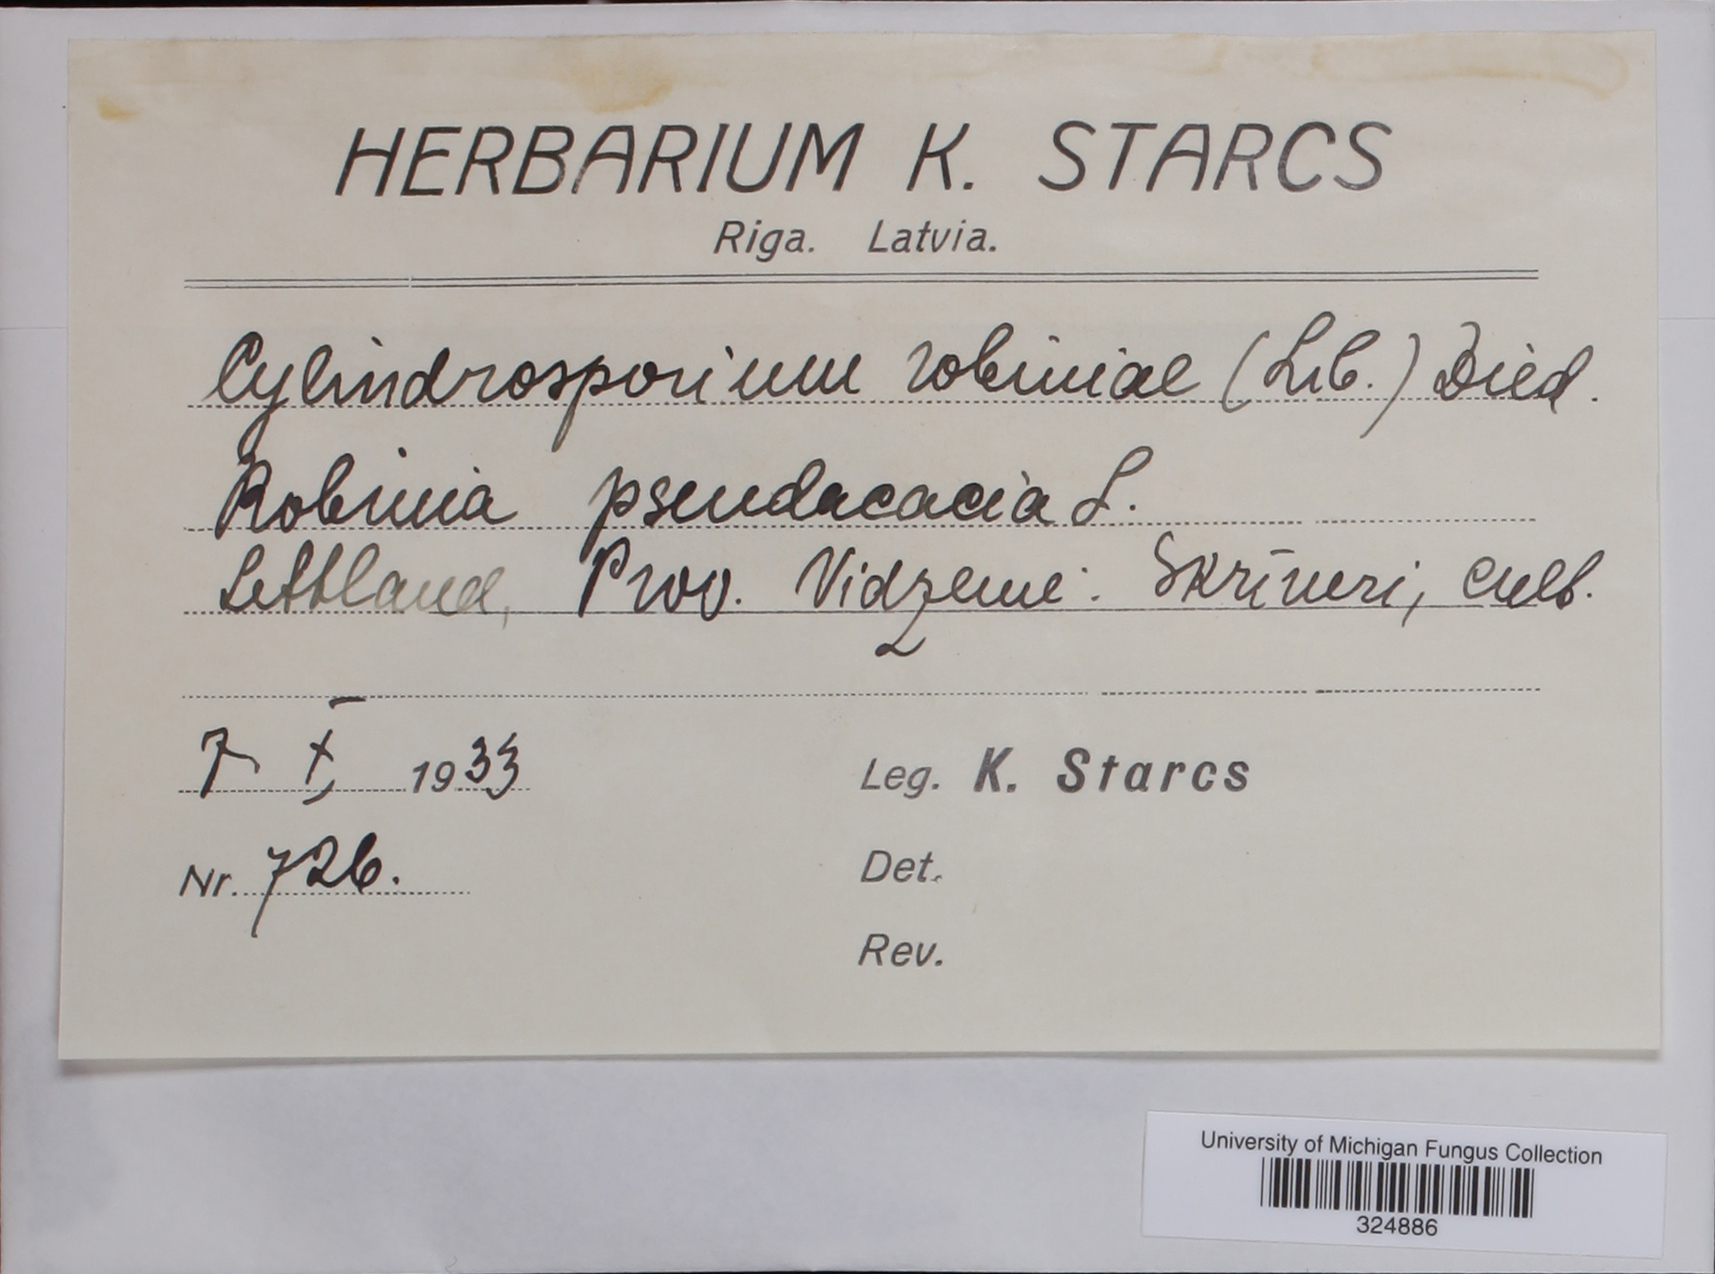 HERBARIUM K. STARCS
Riga. Latvia.
Cylindrosporium robiniae (Lib.) Died.
Robinia pseudacacia L.
Lettland, Prov. Vidzeme: Skrīveri, cult.
7 X, 1933
Leg. K. Starcs
Nr. 726.
Det.
Rev.
University of Michigan Fungus Collection
324886